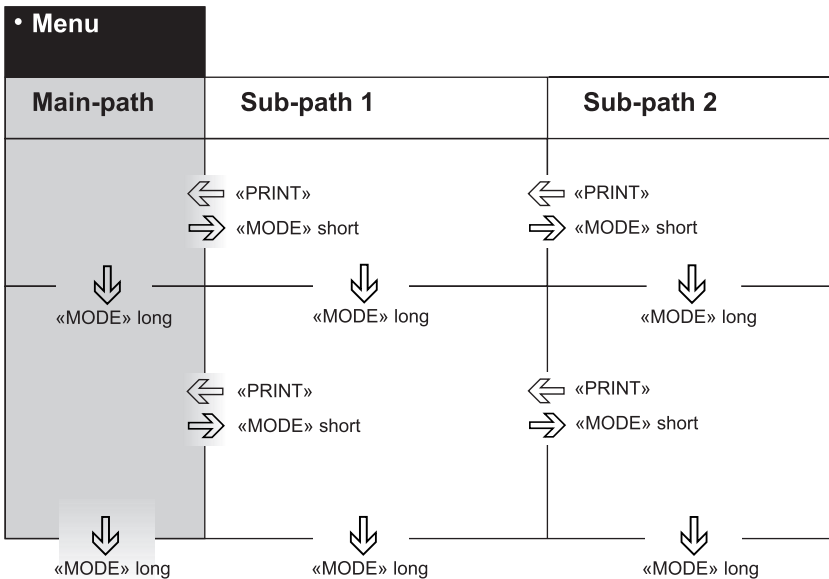 • Menu
Main-path Sub-path 1 Sub-path 2
«PRINT» «PRINT»
«MODE» short «MODE» short
«MODE» long «MODE» long «MODE» long
«PRINT» «PRINT»
«MODE» short «MODE» short
«MODE» long «MODE» long «MODE» long